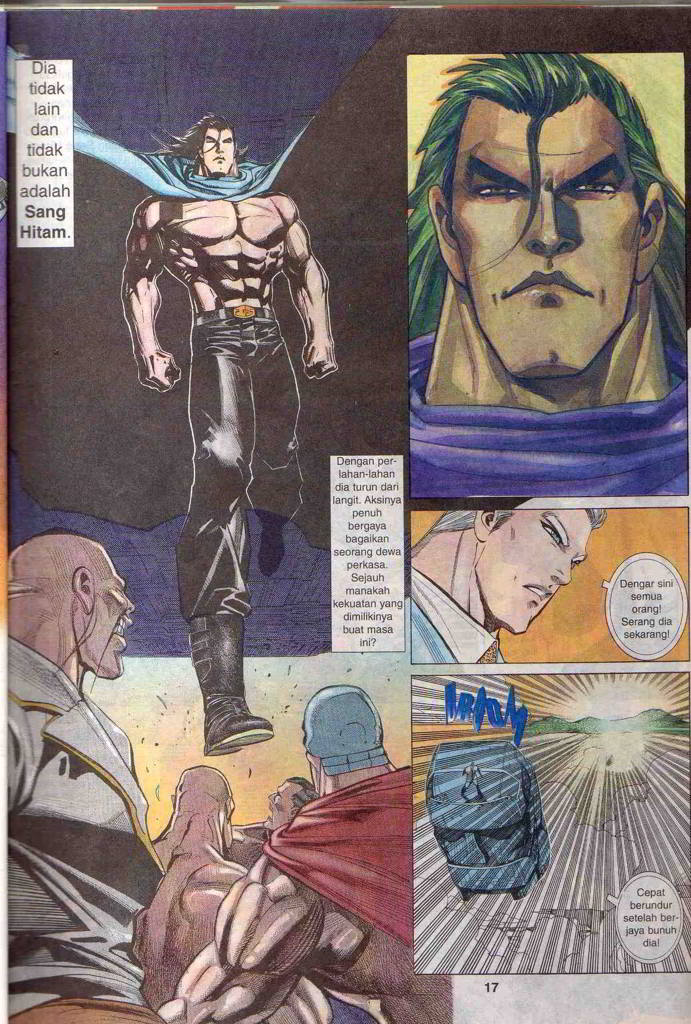 Dia
tidak
lain
dan
tidak
bukan
adalah
Sang
Hitam.
Dengan per-
lahan-lahan
dia turun dari
langit. Aksinya
penuh
bergaya
bagaikan
seorang dewa
perkasa.
Sejauh
manakah
kekuatan yang
dimilikinya
buat masa
ini?
Dengar sini
semua
orang!
Serang dia
sekarang!
Cepat
berundur
setelah ber-
jaya bunuh
dia!
17